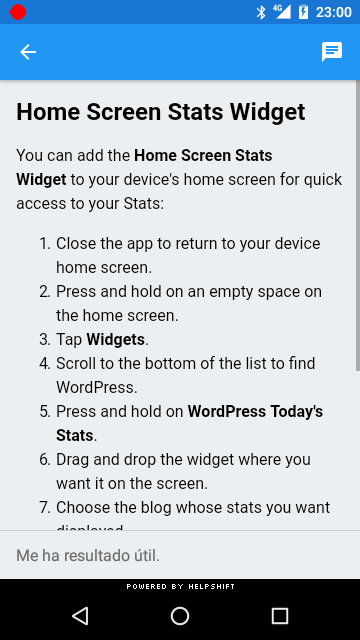 4G 23:00
Home Screen Stats Widget
You can add the Home Screen Stats
Widget to your device's home screen for quick
access to your Stats:
1. Close the app to return to your device
home screen.
2. Press and hold on an empty space on
the home screen.
3. Tap Widgets.
4. Scroll to the bottom of the list to find
WordPress.
5. Press and hold on WordPress Today's
Stats.
6. Drag and drop the widget where you
want it on the screen.
7. Choose the blog whose stats you want
displayed
Me ha resultado útil.
POWERED BY HELPSHIFT